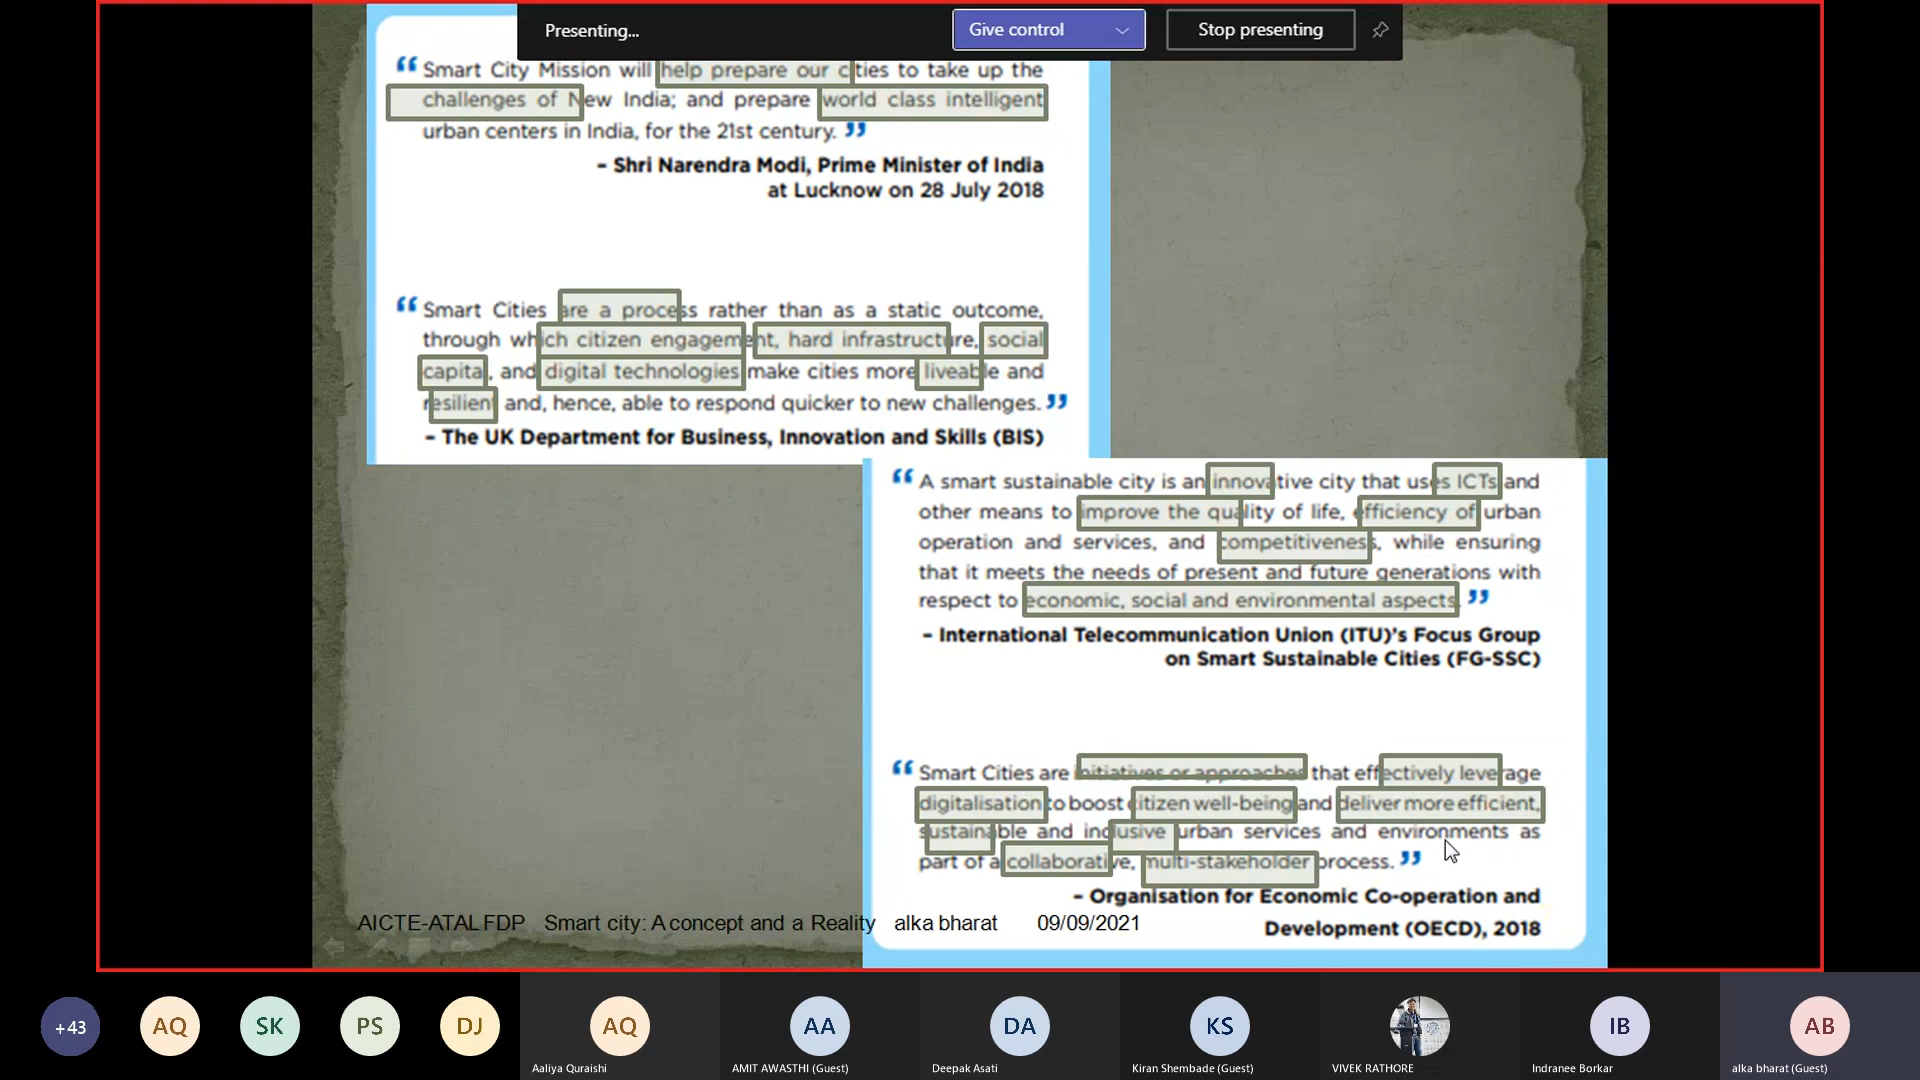 Presenting...
Give control
Stop presenting
“ Smart City Mission will help prepare our cities to take up the
challenges of New India; and prepare world class intelligent
urban centers in India, for the 21st century. ”
– Shri Narendra Modi, Prime Minister of India
at Lucknow on 28 July 2018
“ Smart Cities are a process rather than as a static outcome,
through which citizen engagement, hard infrastructure, social
capital, and digital technologies make cities more liveable and
resilient and, hence, able to respond quicker to new challenges. ”
– The UK Department for Business, Innovation and Skills (BIS)
“ A smart sustainable city is an innovative city that uses ICTs and
other means to improve the quality of life, efficiency of urban
operation and services, and competitiveness, while ensuring
that it meets the needs of present and future generations with
respect to economic, social and environmental aspects. ”
– International Telecommunication Union (ITU)’s Focus Group
on Smart Sustainable Cities (FG-SSC)
“ Smart Cities are initiatives or approaches that effectively leverage
digitalisation to boost citizen well-being and deliver more efficient,
sustainable and inclusive urban services and environments as
part of a collaborative, multi-stakeholder process. ”
– Organisation for Economic Co-operation and
Development (OECD), 2018
AICTE-ATAL FDP Smart city: A concept and a Reality alka bharat 09/09/2021
+43
AQ
SK
PS
DJ
AQ
AA
DA
KS
IB
AB
Aaliya Quraishi
AMIT AWASTHI (Guest)
Deepak Asati
Kiran Shembade (Guest)
VIVEK RATHORE
Indranee Borkar
alka bharat (Guest)